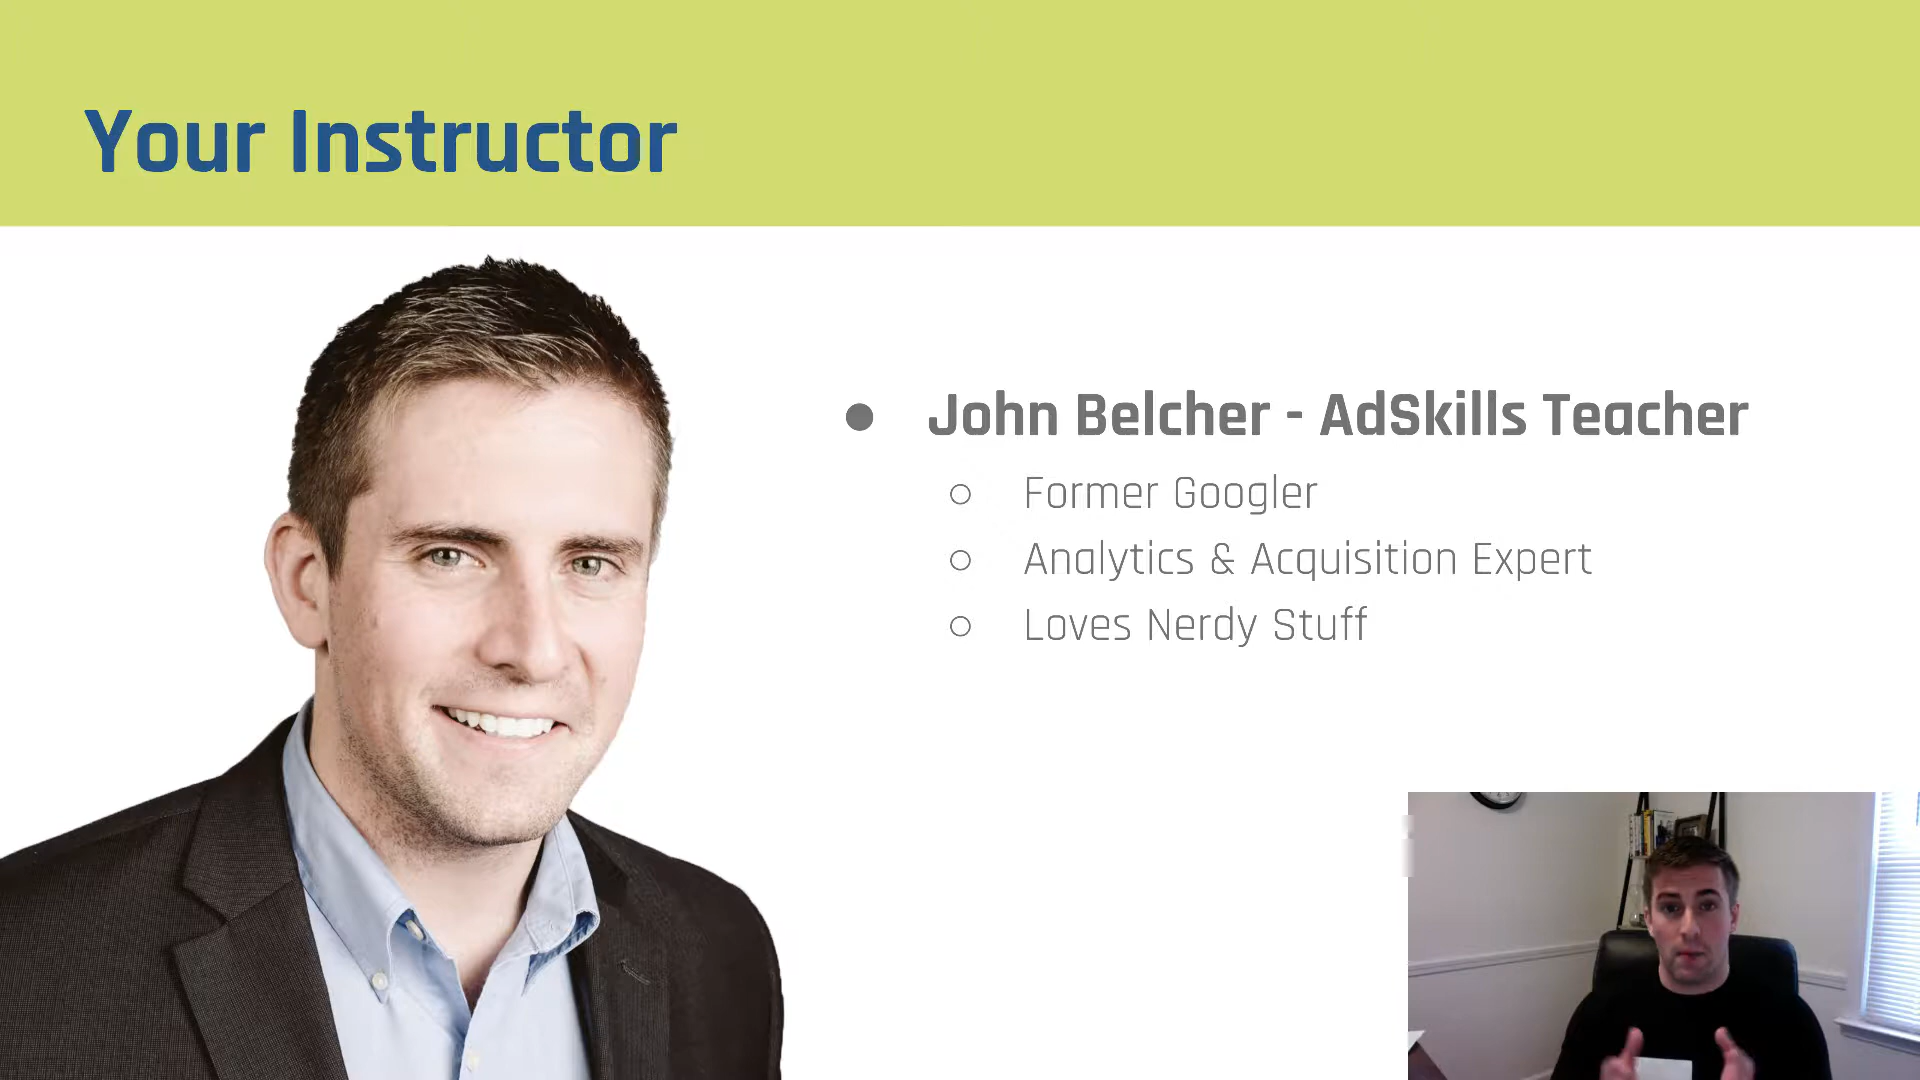 Your Instructor
● John Belcher - AdSkills Teacher
○ Former Googler
○ Analytics & Acquisition Expert
○ Loves Nerdy Stuff